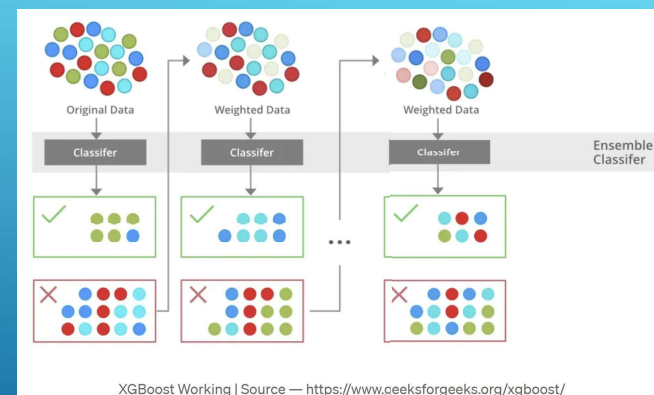 Original Data
Weighted Data
Weighted Data
Classifer
Classifer
Classifer
Ensemble
Classifer
...
XGBoost Working | Source — https://www.geeksforgeeks.org/xgboost/